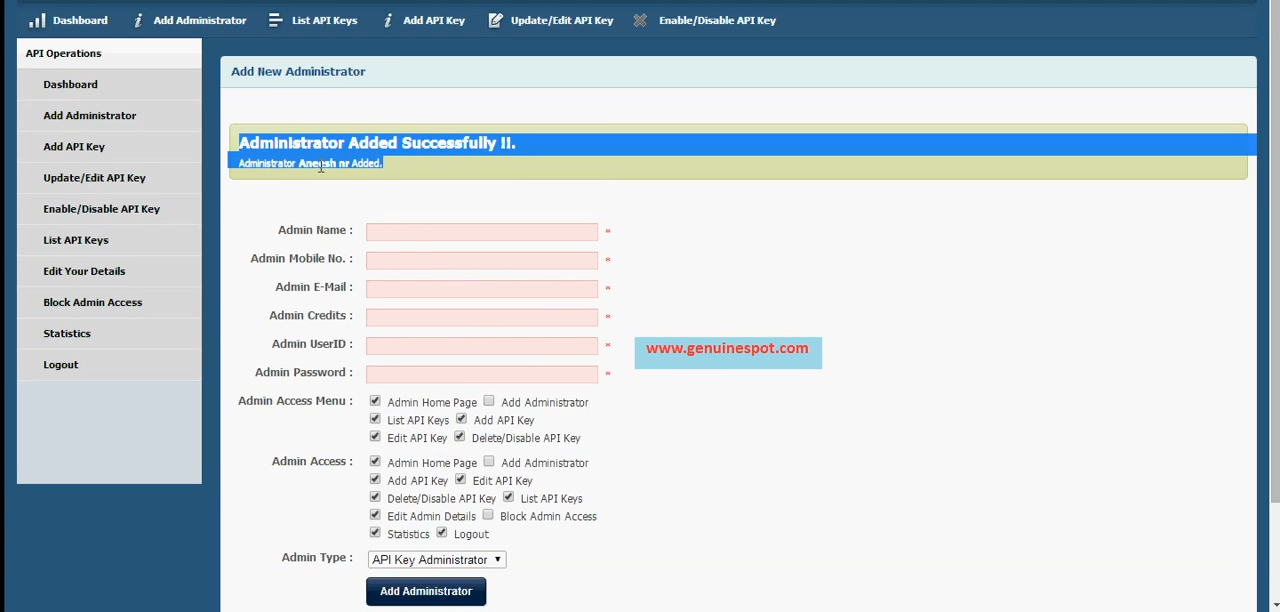 Dashboard Add Administrator List API Keys Add API Key Update/Edit API Key Enable/Disable API Key
API Operations
Dashboard
Add Administrator
Add API Key
Update/Edit API Key
Enable/Disable API Key
List API Keys
Edit Your Details
Block Admin Access
Statistics
Logout
Add New Administrator
Administrator Added Successfully !!.
Administrator Aneesh nr Added.
Admin Name : *
Admin Mobile No. : *
Admin E-Mail : *
Admin Credits : *
Admin UserID : *
www.genuinespot.com
Admin Password : *
Admin Access Menu : Admin Home Page Add Administrator
List API Keys Add API Key
Edit API Key Delete/Disable API Key
Admin Access : Admin Home Page Add Administrator
Add API Key Edit API Key
Delete/Disable API Key List API Keys
Edit Admin Details Block Admin Access
Statistics Logout
Admin Type : API Key Administrator
Add Administrator